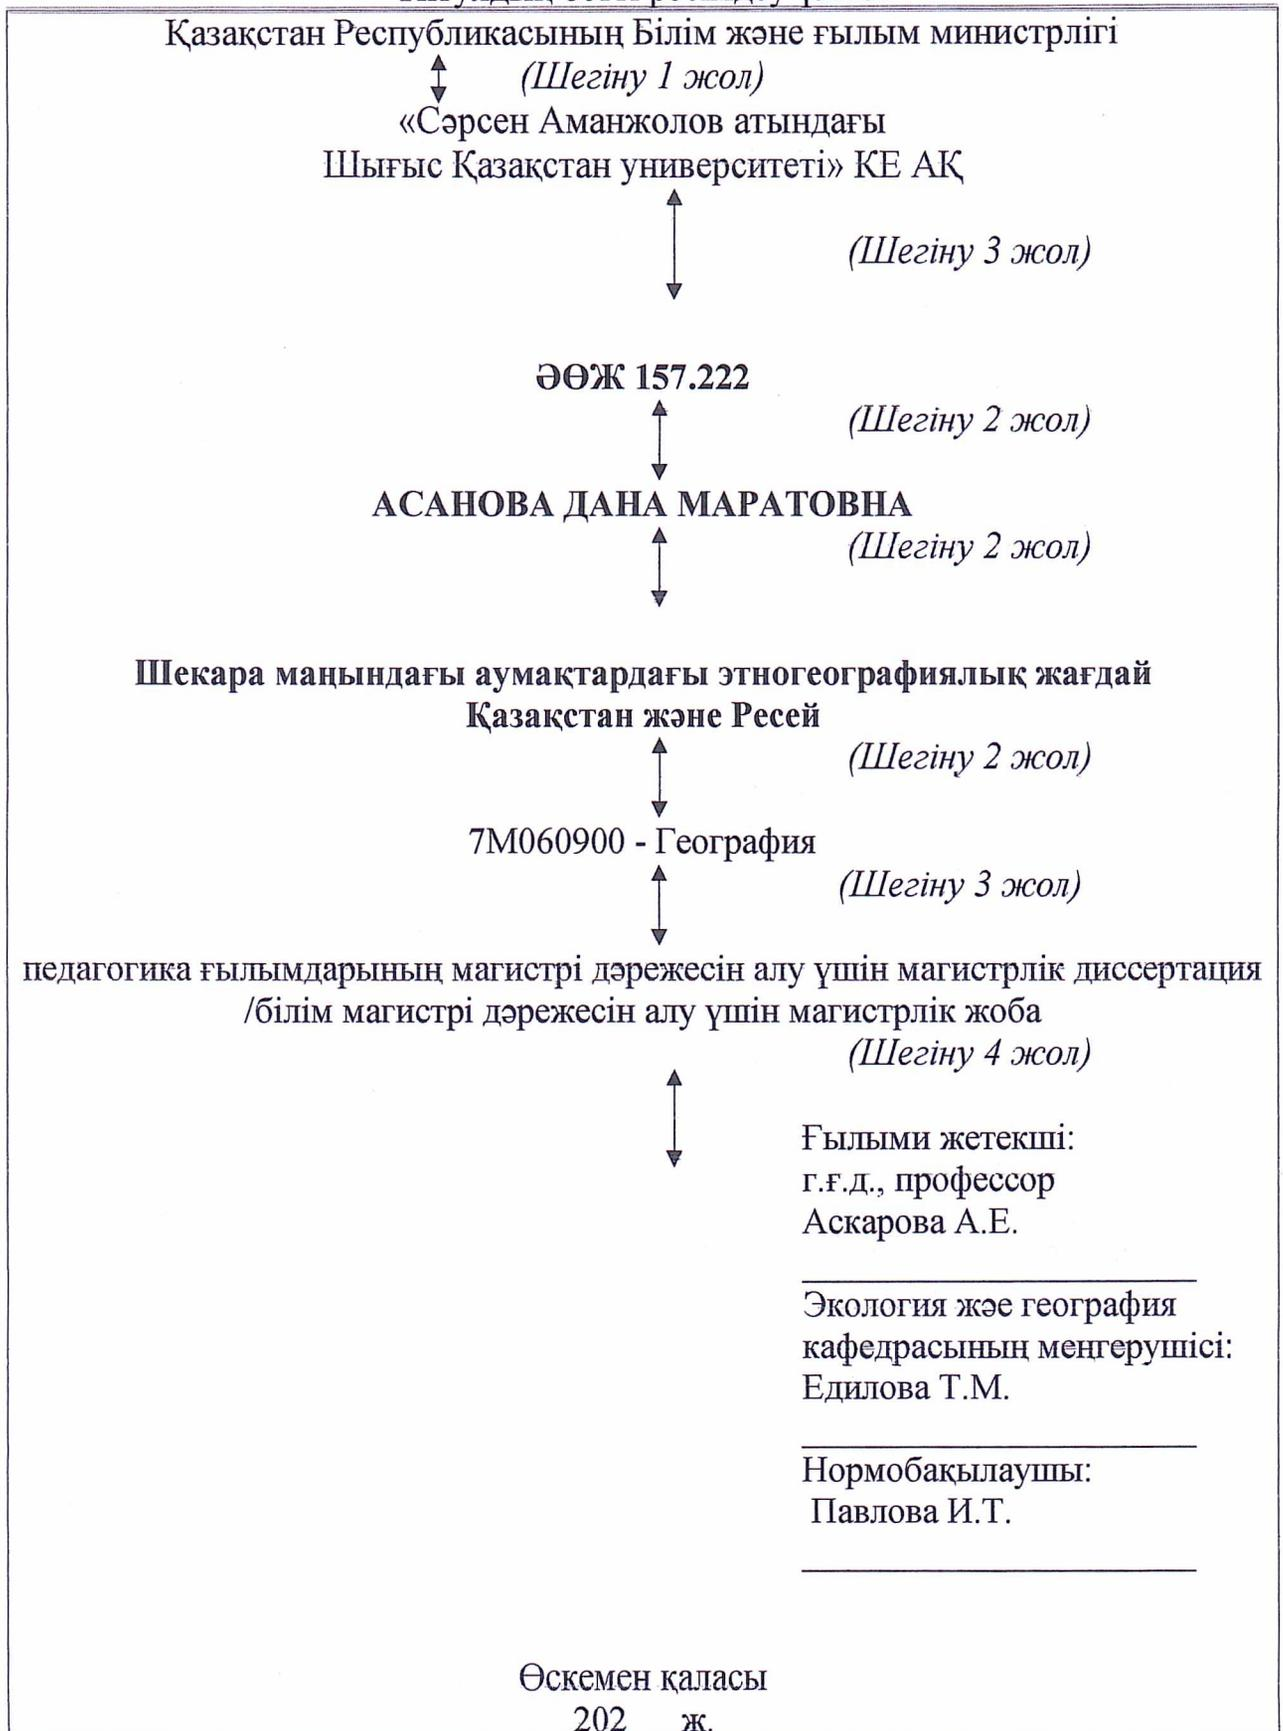 Қазақстан Республикасының Білім және ғылым министрлігі
(Шегіну 1 жол)
«Сәрсен Аманжолов атындағы
Шығыс Қазақстан университеті» КЕ АҚ
(Шегіну 3 жол)
ӘӨЖ 157.222
(Шегіну 2 жол)
АСАНОВА ДАНА МАРАТОВНА
(Шегіну 2 жол)
Шекара маңындағы аумақтардағы этногеографиялық жағдай
Қазақстан және Ресей
(Шегіну 2 жол)
7М060900 - География
(Шегіну 3 жол)
педагогика ғылымдарының магистрі дәрежесін алу үшін магистрлік диссертация
/білім магистрі дәрежесін алу үшін магистрлік жоба
(Шегіну 4 жол)
Ғылыми жетекші:
г.ғ.д., профессор
Аскарова А.Е.
Экология жәе география
кафедрасының меңгерушісі:
Едилова Т.М.
Нормобақылаушы:
Павлова И.Т.
Өскемен қаласы
202 ж.